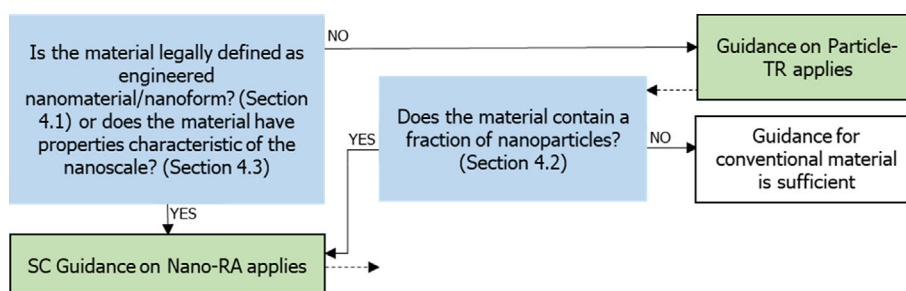 Is the material legally defined as
engineered
nanomaterial/nanoform? (Section
4.1) or does the material have
properties characteristic of the
nanoscale? (Section 4.3)
NO
Guidance on Particle-
TR applies
YES
Does the material contain a
fraction of nanoparticles?
(Section 4.2)
NO
Guidance for
conventional material
is sufficient
YES
SC Guidance on Nano-RA applies